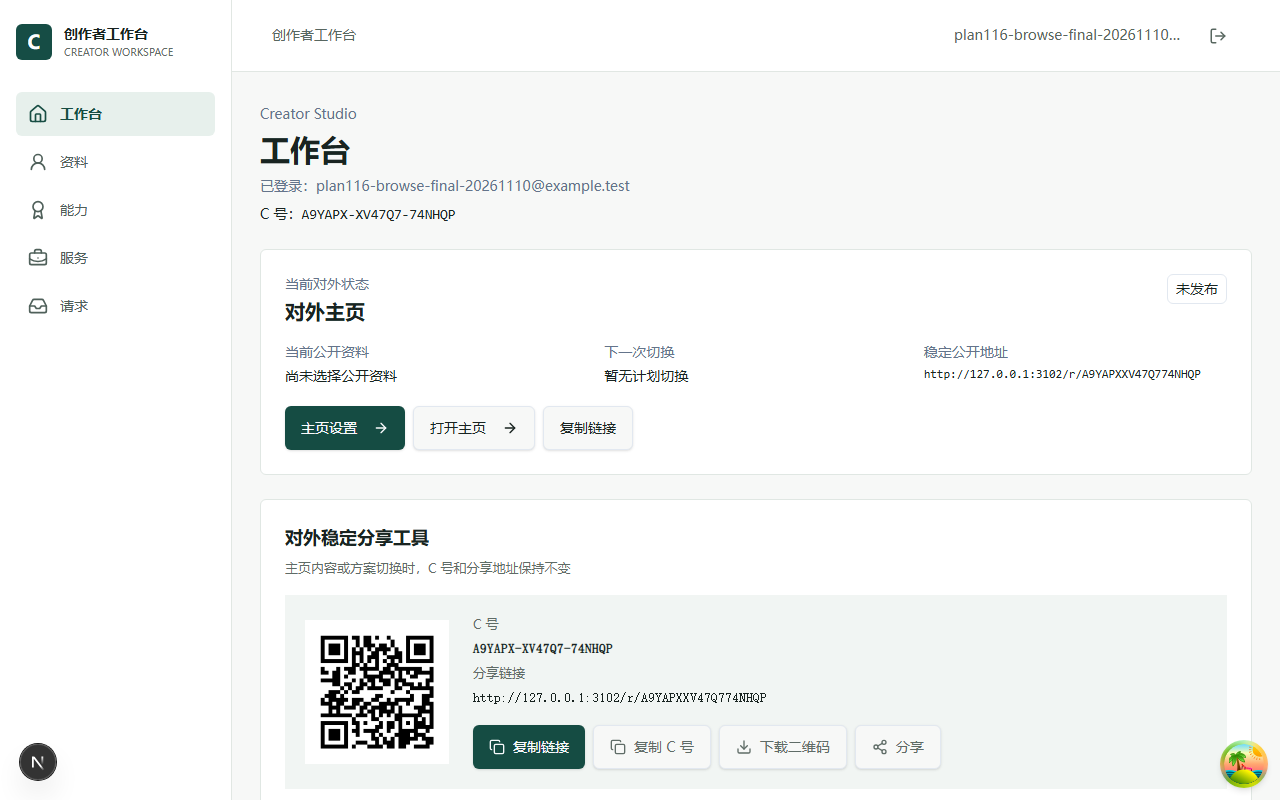 C
创作者工作台
CREATOR WORKSPACE
工作台
资料
能力
服务
请求
N
创作者工作台
plan116-browse-final-20261110...
Creator Studio
工作台
已登录：plan116-browse-final-20261110@example.test
C 号：A9YAPX-XV47Q7-74NHQP
当前对外状态
对外主页
未发布
当前公开资料
尚未选择公开资料
下一次切换
暂无计划切换
稳定公开地址
http://127.0.0.1:3102/r/A9YAPXXV47Q774NHQP
主页设置
打开主页
复制链接
对外稳定分享工具
主页内容或方案切换时，C 号和分享地址保持不变
C 号
A9YAPX-XV47Q7-74NHQP
分享链接
http://127.0.0.1:3102/r/A9YAPXXV47Q774NHQP
复制链接
复制 C 号
下载二维码
分享